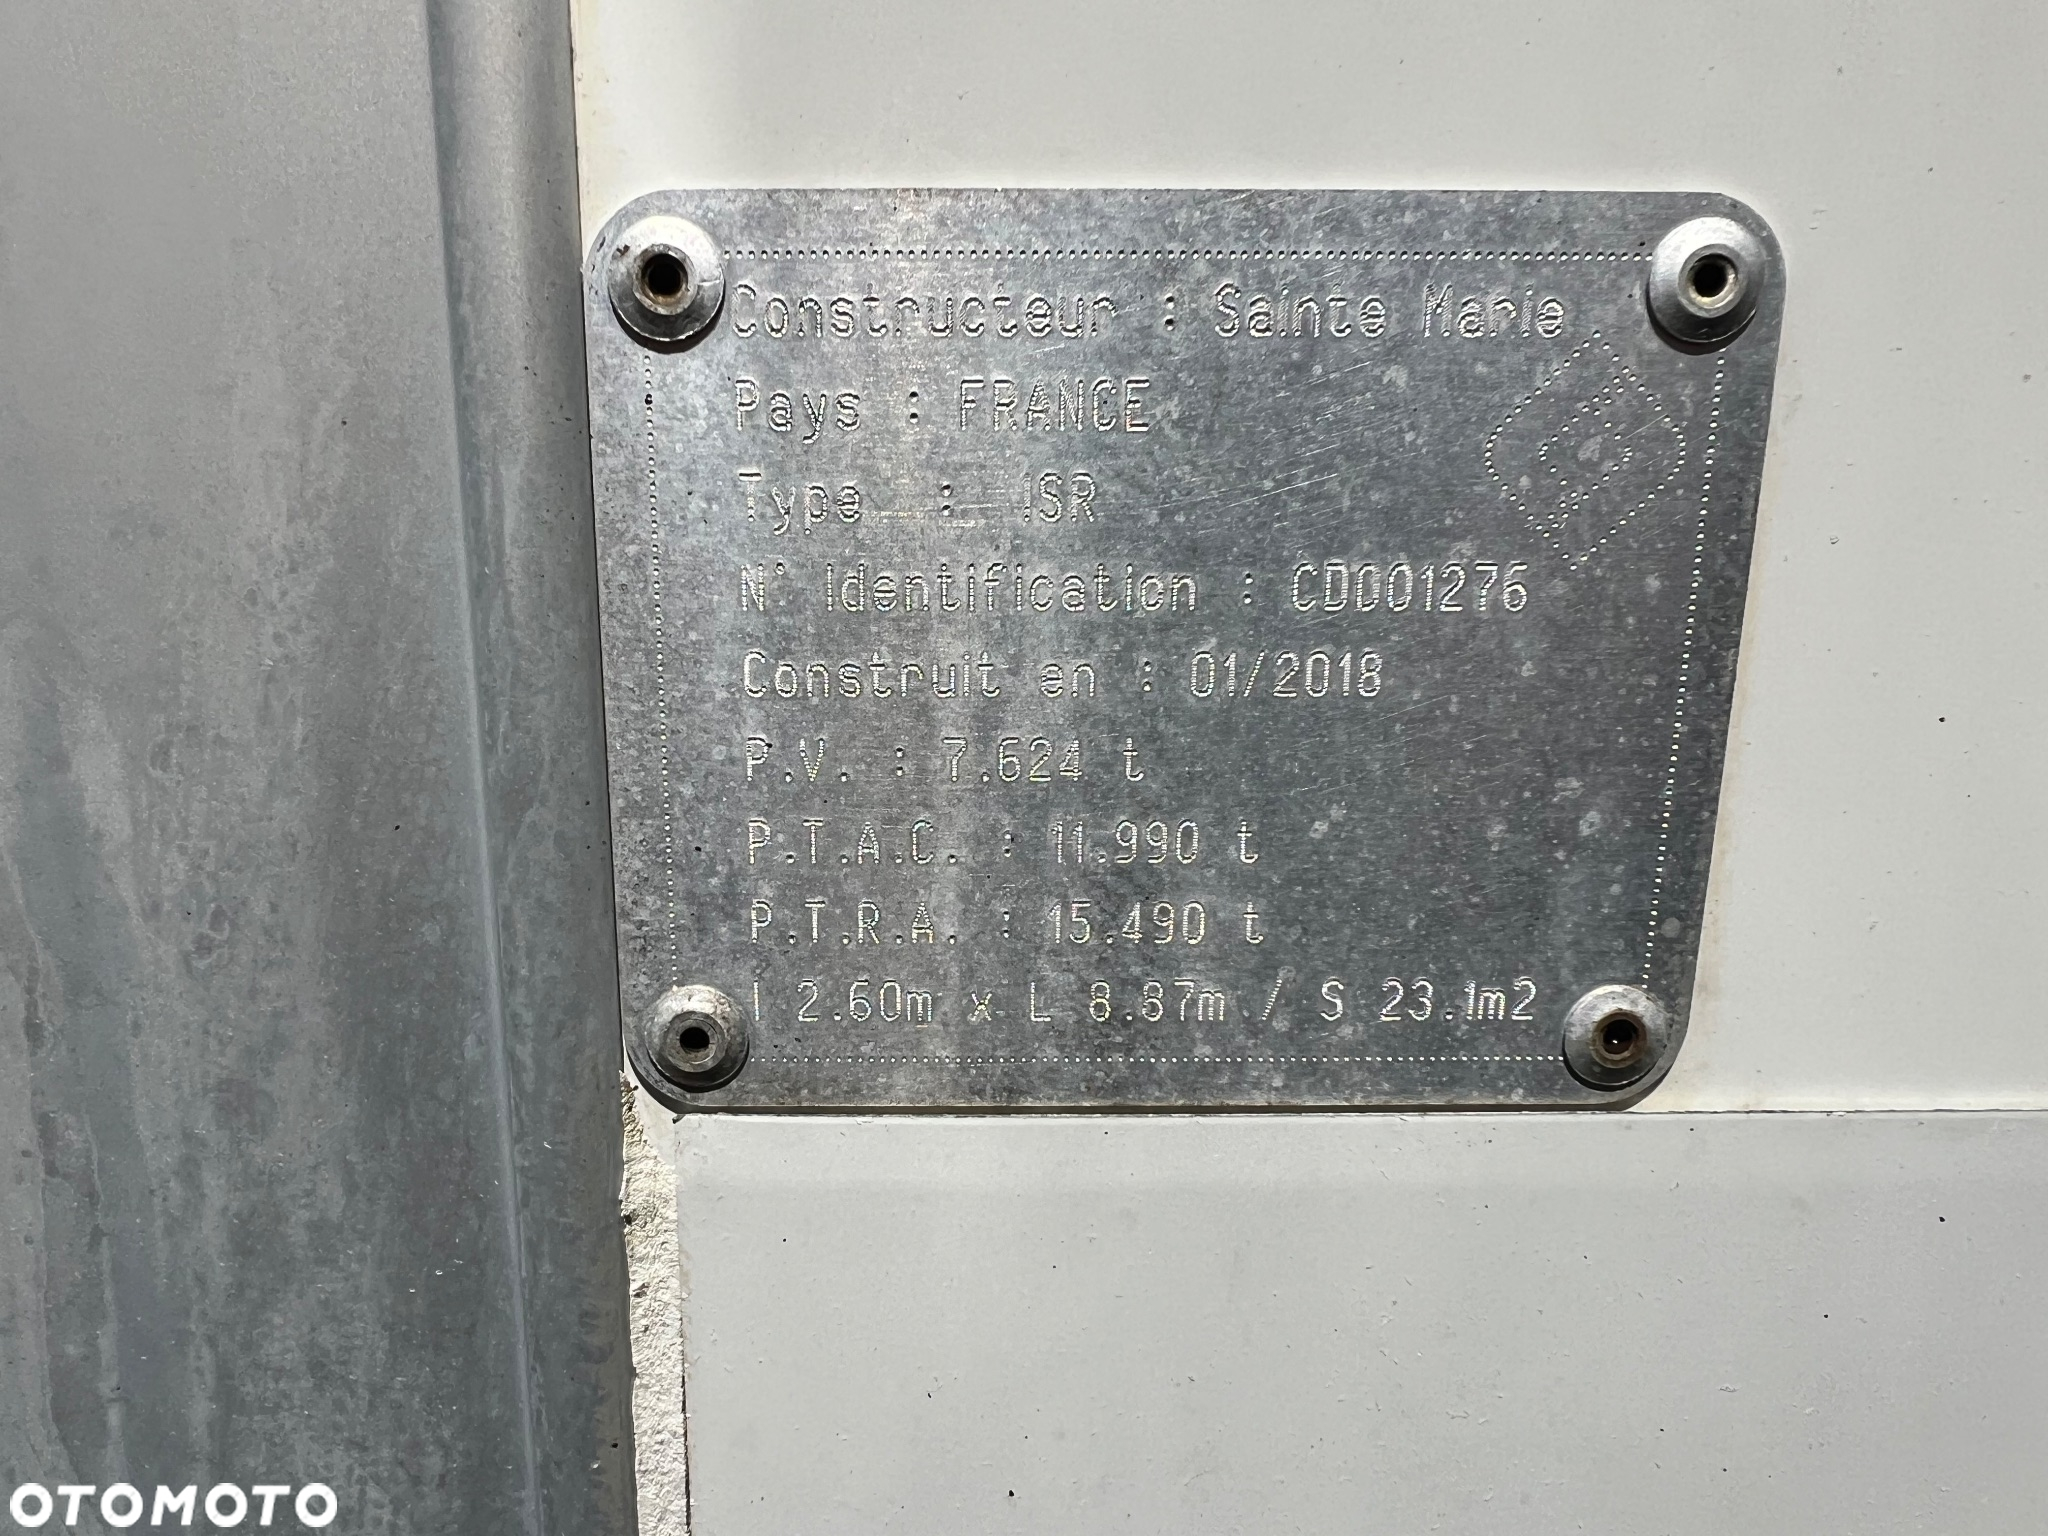 Constructeur : Sainte Marie
Pays : FRANCE
Type : ISR
N° Identification : CD001276
Construit en : 01/2018
P.V. : 7.624 t
P.T.A.C. : 11.990 t
P.T.R.A. : 15.490 t
l 2.60m x L 8.87m / S 23.1m2
OTOMOTO